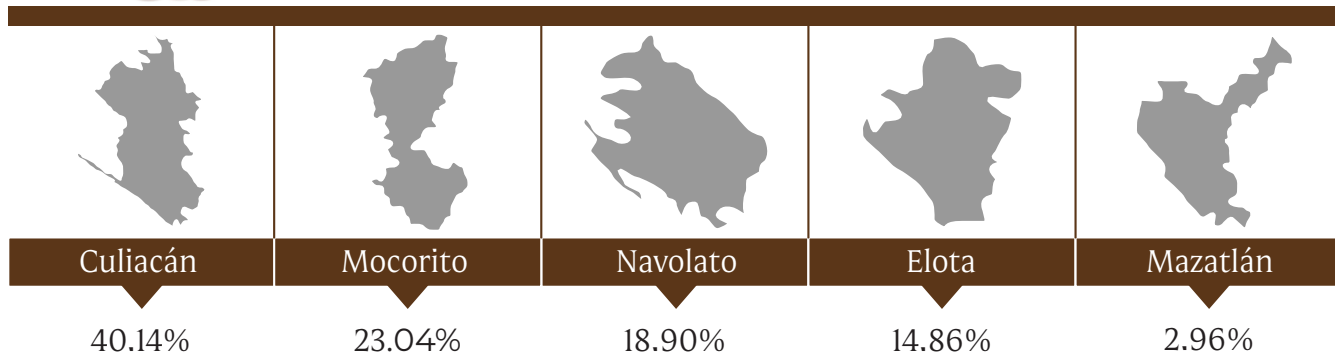 Culiacán
Mocorito
Navolato
Elota
Mazatlán
40.14%
23.04%
18.90%
14.86%
2.96%